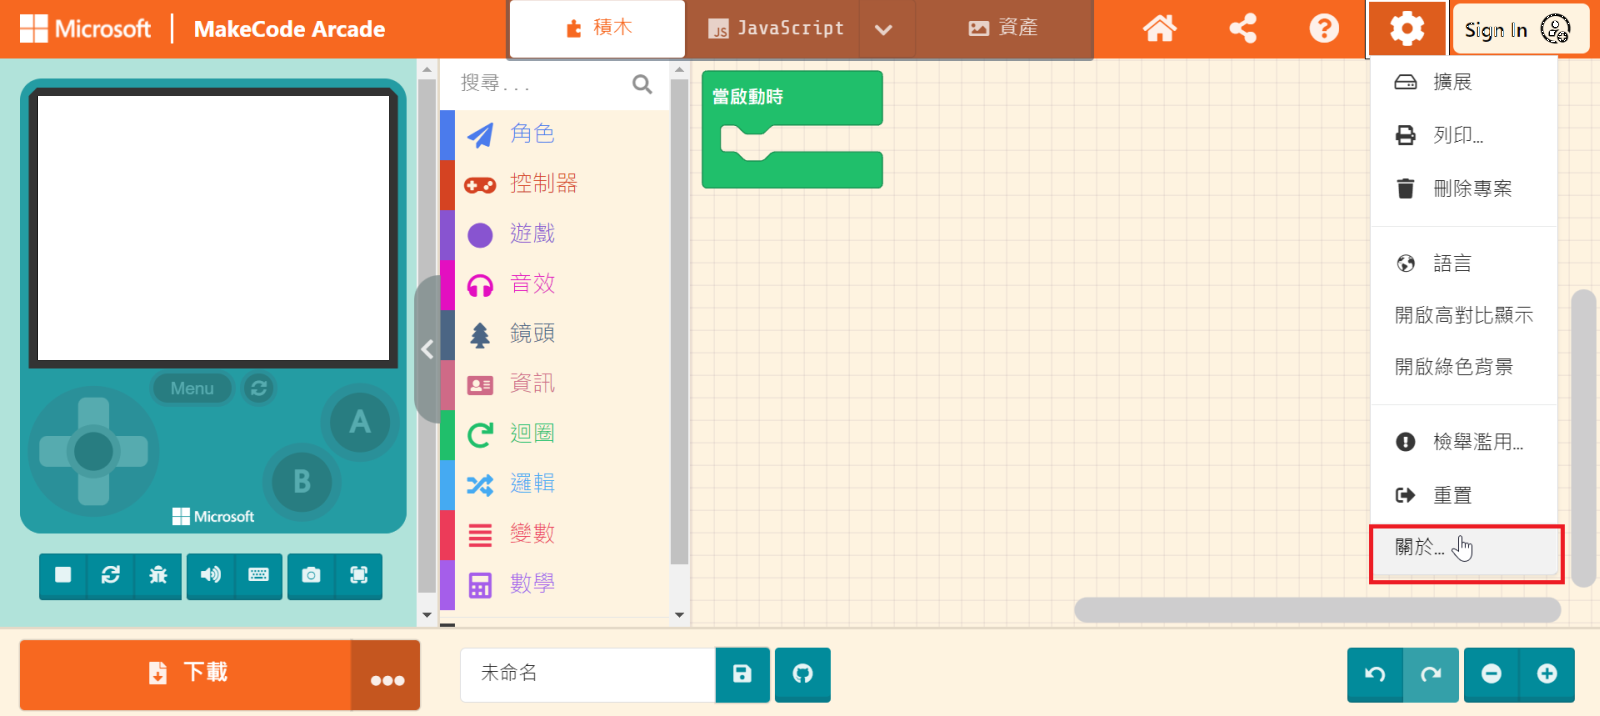 Microsoft
MakeCode Arcade
積木
JS
JavaScript
資產
Sign In
搜尋...
角色
控制器
遊戲
音效
鏡頭
資訊
迴圈
邏輯
變數
數學
當啟動時
擴展
列印...
刪除專案
語言
開啟高對比顯示
開啟綠色背景
檢舉濫用...
重置
關於...
Menu
A
B
Microsoft
下載
未命名